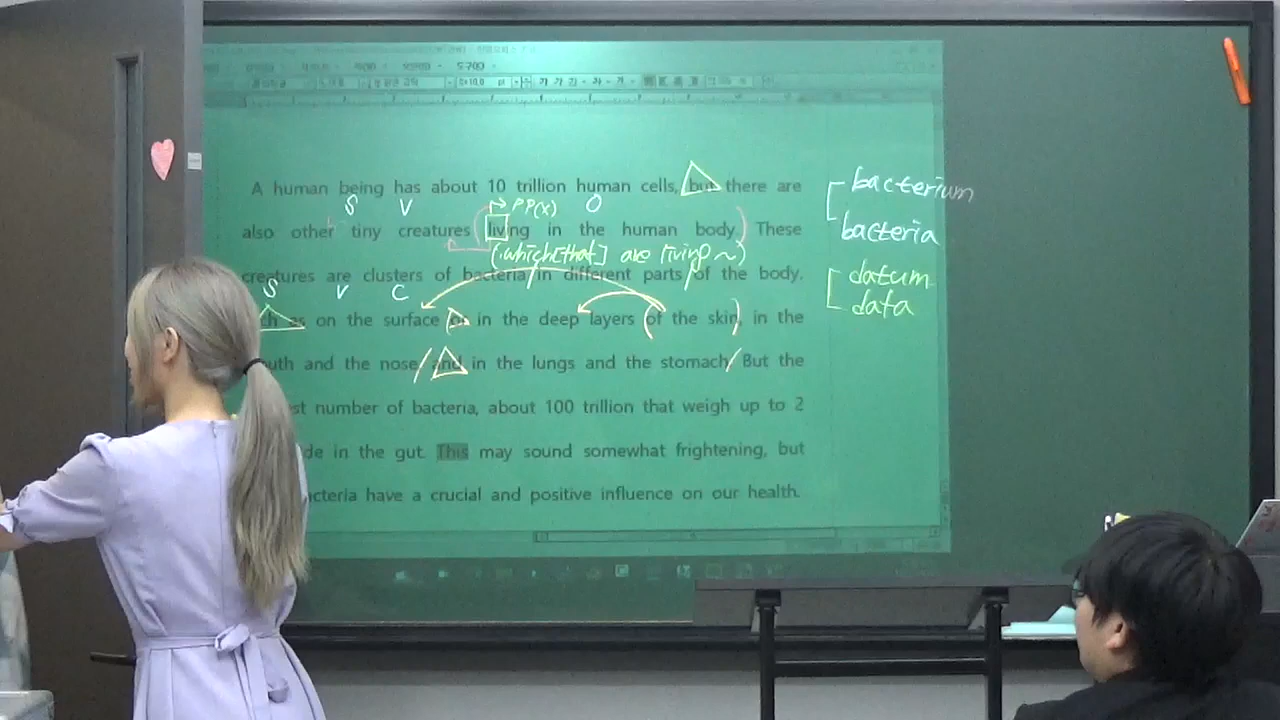 A human being has about 10 trillion human cells, but there are
S V PP(X) O
also other tiny creatures living in the human body. These
(which[that] are living ~)
creatures are clusters of bacteria in different parts of the body.
S V C
as on the surface or in the deep layers of the skin, in the
and the nose and in the lungs and the stomach. But the
number of bacteria, about 100 trillion that weigh up to 2
in the gut. This may sound somewhat frightening, but
have a crucial and positive influence on our health.
bacterium
bacteria
datum
data